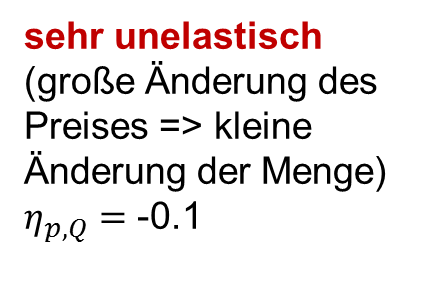 sehr unelastisch
(große Änderung des
Preises => kleine
Änderung der Menge)
𝜂𝑝,𝑄 = -0.1